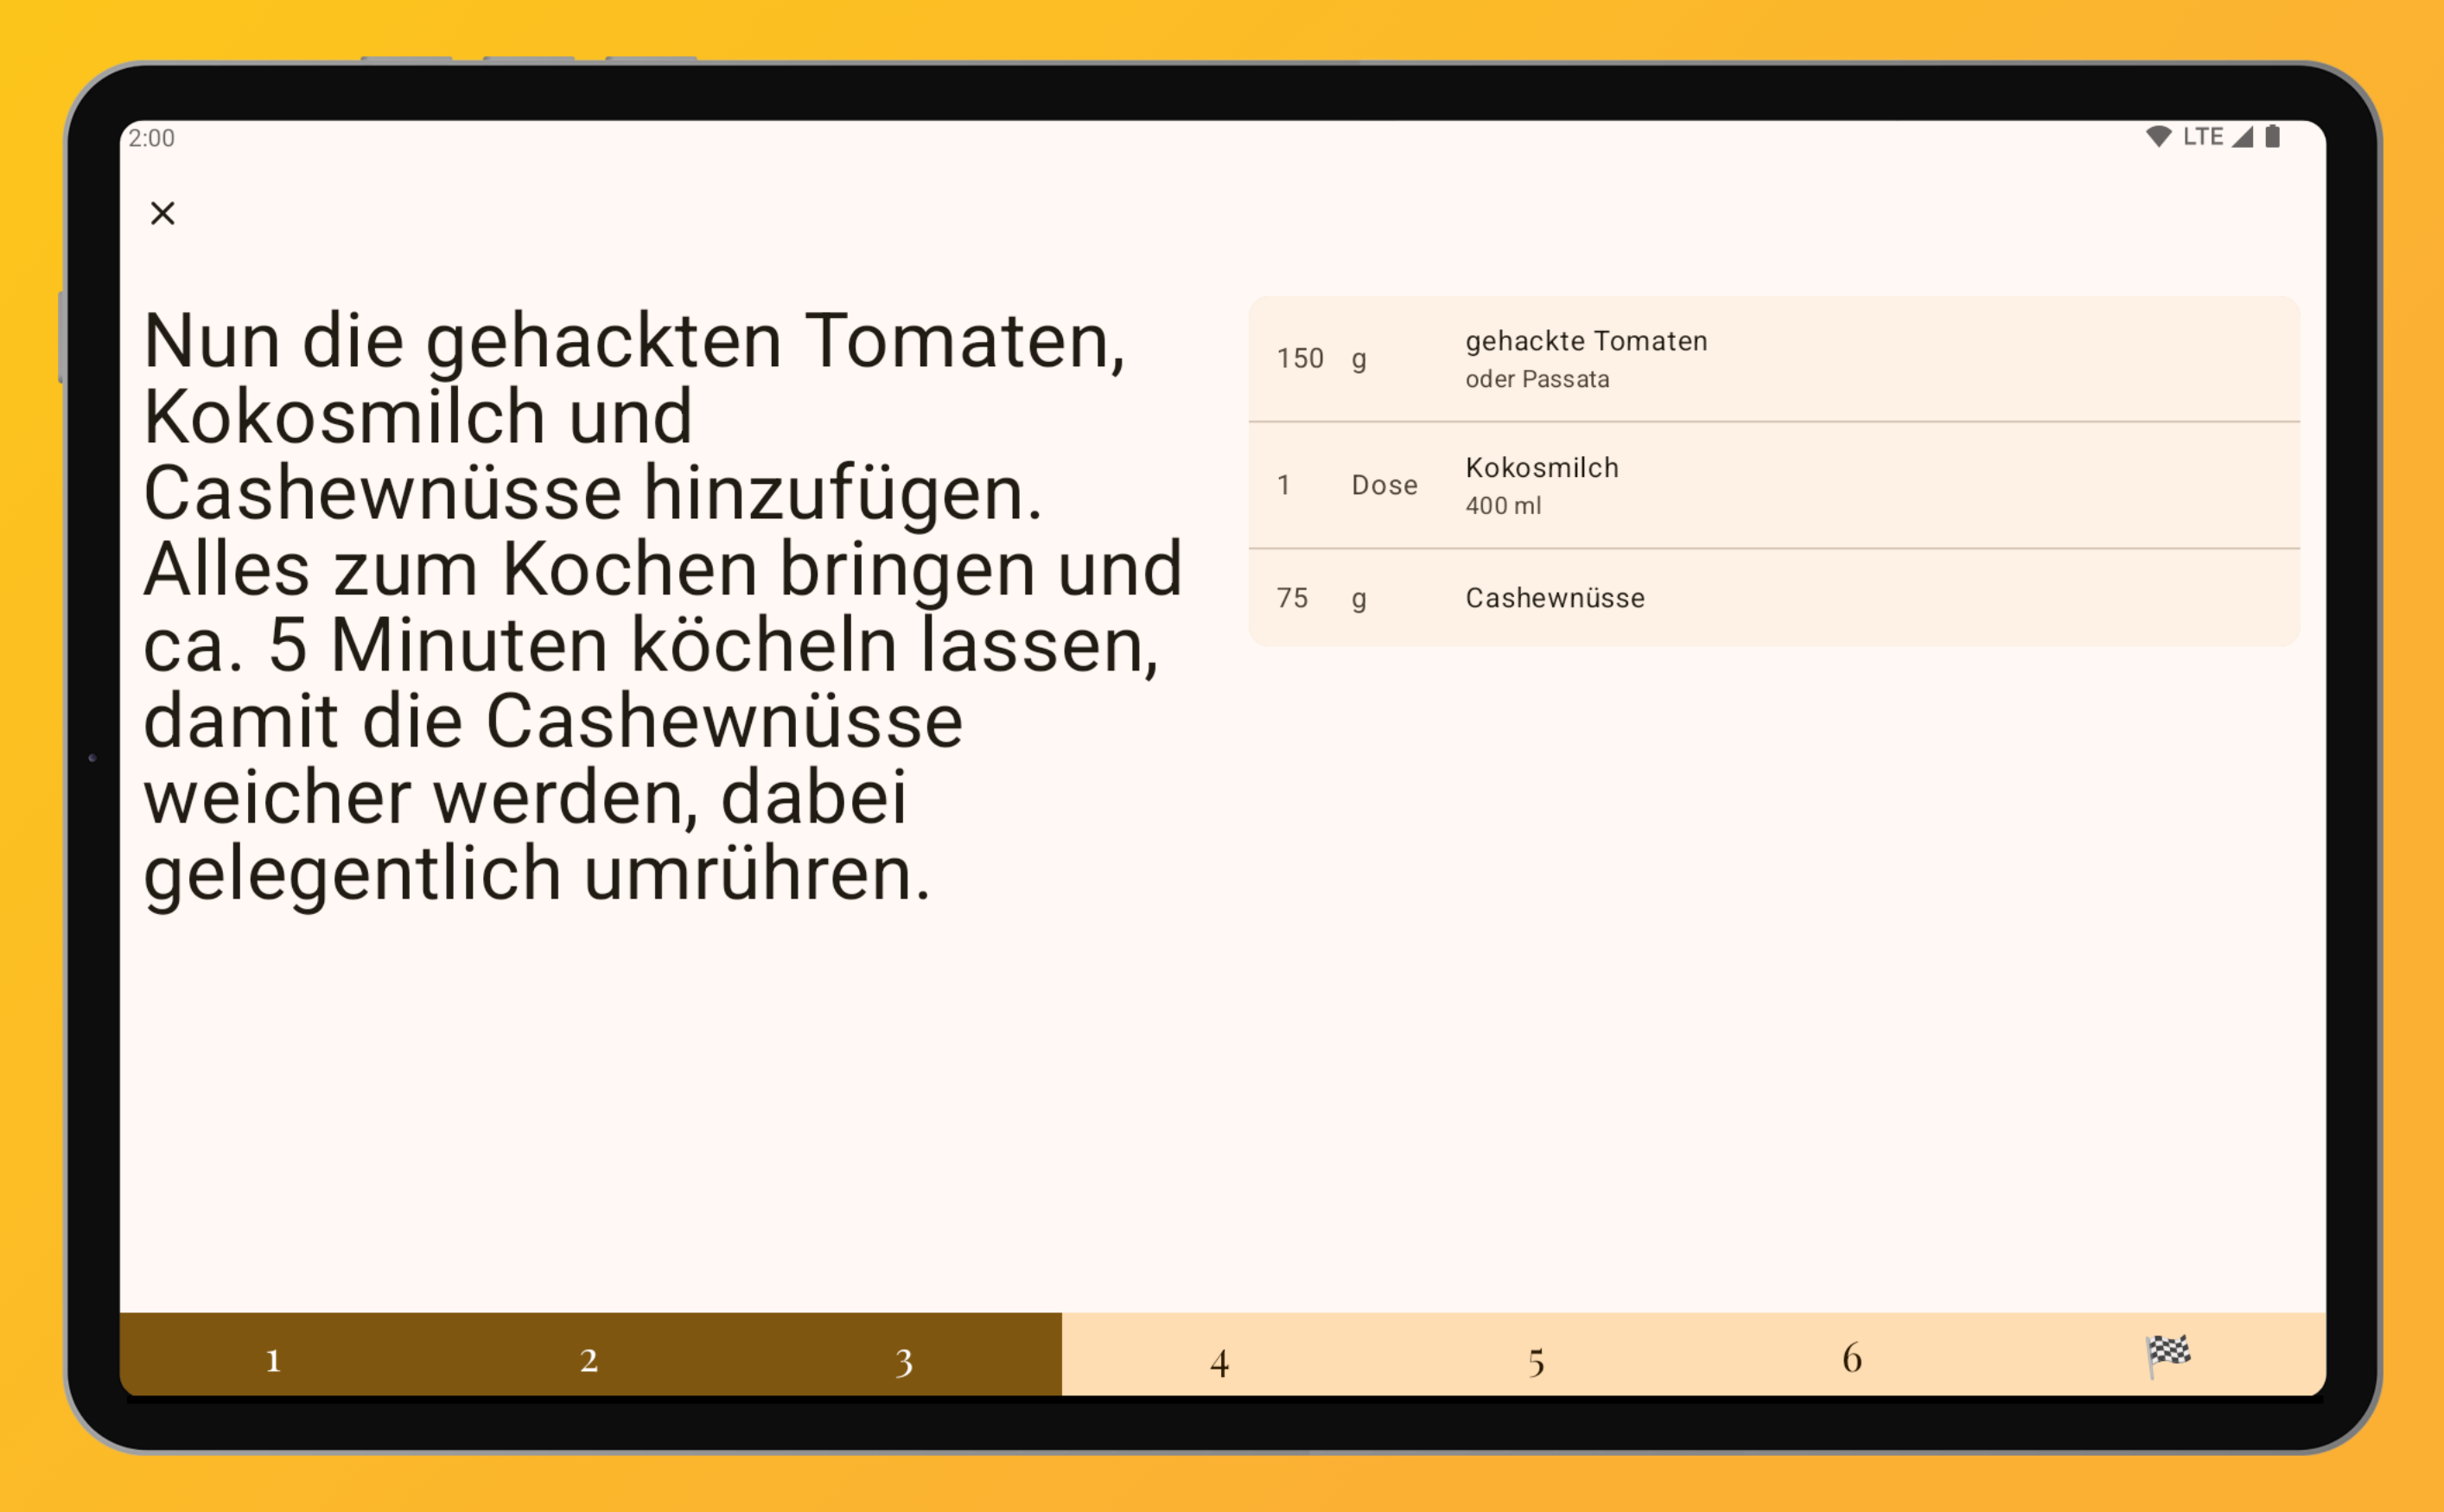 2:00
LTE
Nun die gehackten Tomaten,
Kokosmilch und
Cashewnüsse hinzufügen.
Alles zum Kochen bringen und
ca. 5 Minuten köcheln lassen,
damit die Cashewnüsse
weicher werden, dabei
gelegentlich umrühren.
150 g gehackte Tomaten
oder Passata
1 Dose Kokosmilch
400 ml
75 g Cashewnüsse
1 2 3 4 5 6